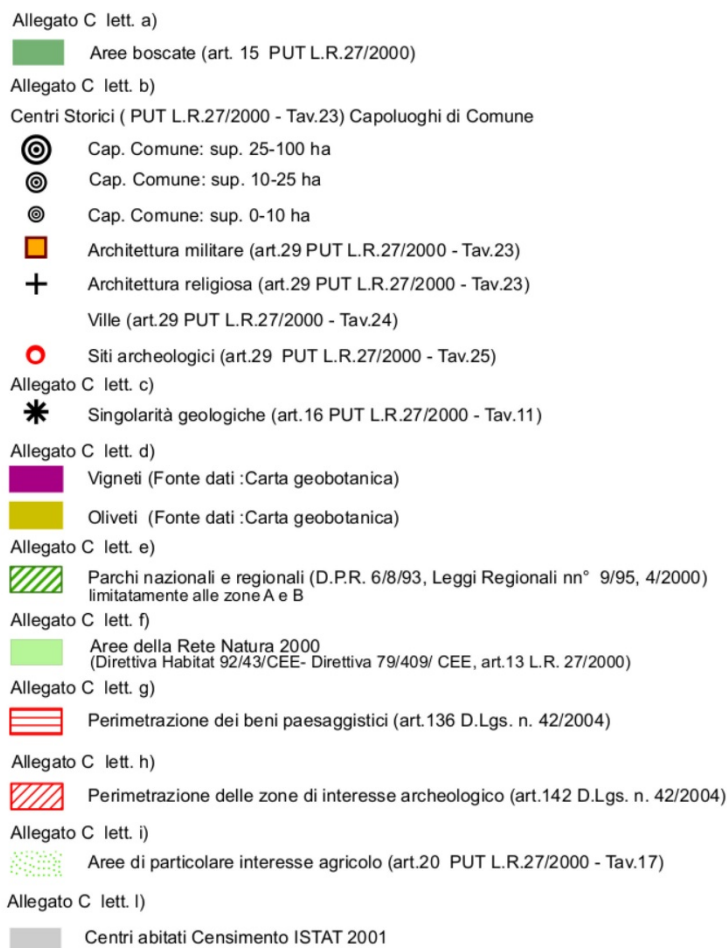 Allegato C lett. a)
Aree boscate (art. 15 PUT L.R.27/2000)
Allegato C lett. b)
Centri Storici ( PUT L.R.27/2000 - Tav.23) Capoluoghi di Comune
Cap. Comune: sup. 25-100 ha
Cap. Comune: sup. 10-25 ha
Cap. Comune: sup. 0-10 ha
Architettura militare (art.29 PUT L.R.27/2000 - Tav.23)
Architettura religiosa (art.29 PUT L.R.27/2000 - Tav.23)
Ville (art.29 PUT L.R.27/2000 - Tav.24)
Siti archeologici (art.29 PUT L.R.27/2000 - Tav.25)
Allegato C lett. c)
Singolarità geologiche (art.16 PUT L.R.27/2000 - Tav.11)
Allegato C lett. d)
Vigneti (Fonte dati :Carta geobotanica)
Oliveti (Fonte dati :Carta geobotanica)
Allegato C lett. e)
Parchi nazionali e regionali (D.P.R. 6/8/93, Leggi Regionali nn° 9/95, 4/2000)
limitatamente alle zone A e B
Allegato C lett. f)
Aree della Rete Natura 2000
(Direttiva Habitat 92/43/CEE- Direttiva 79/409/ CEE, art.13 L.R. 27/2000)
Allegato C lett. g)
Perimetrazione dei beni paesaggistici (art.136 D.Lgs. n. 42/2004)
Allegato C lett. h)
Perimetrazione delle zone di interesse archeologico (art.142 D.Lgs. n. 42/2004)
Allegato C lett. i)
Aree di particolare interesse agricolo (art.20 PUT L.R.27/2000 - Tav.17)
Allegato C lett. l)
Centri abitati Censimento ISTAT 2001